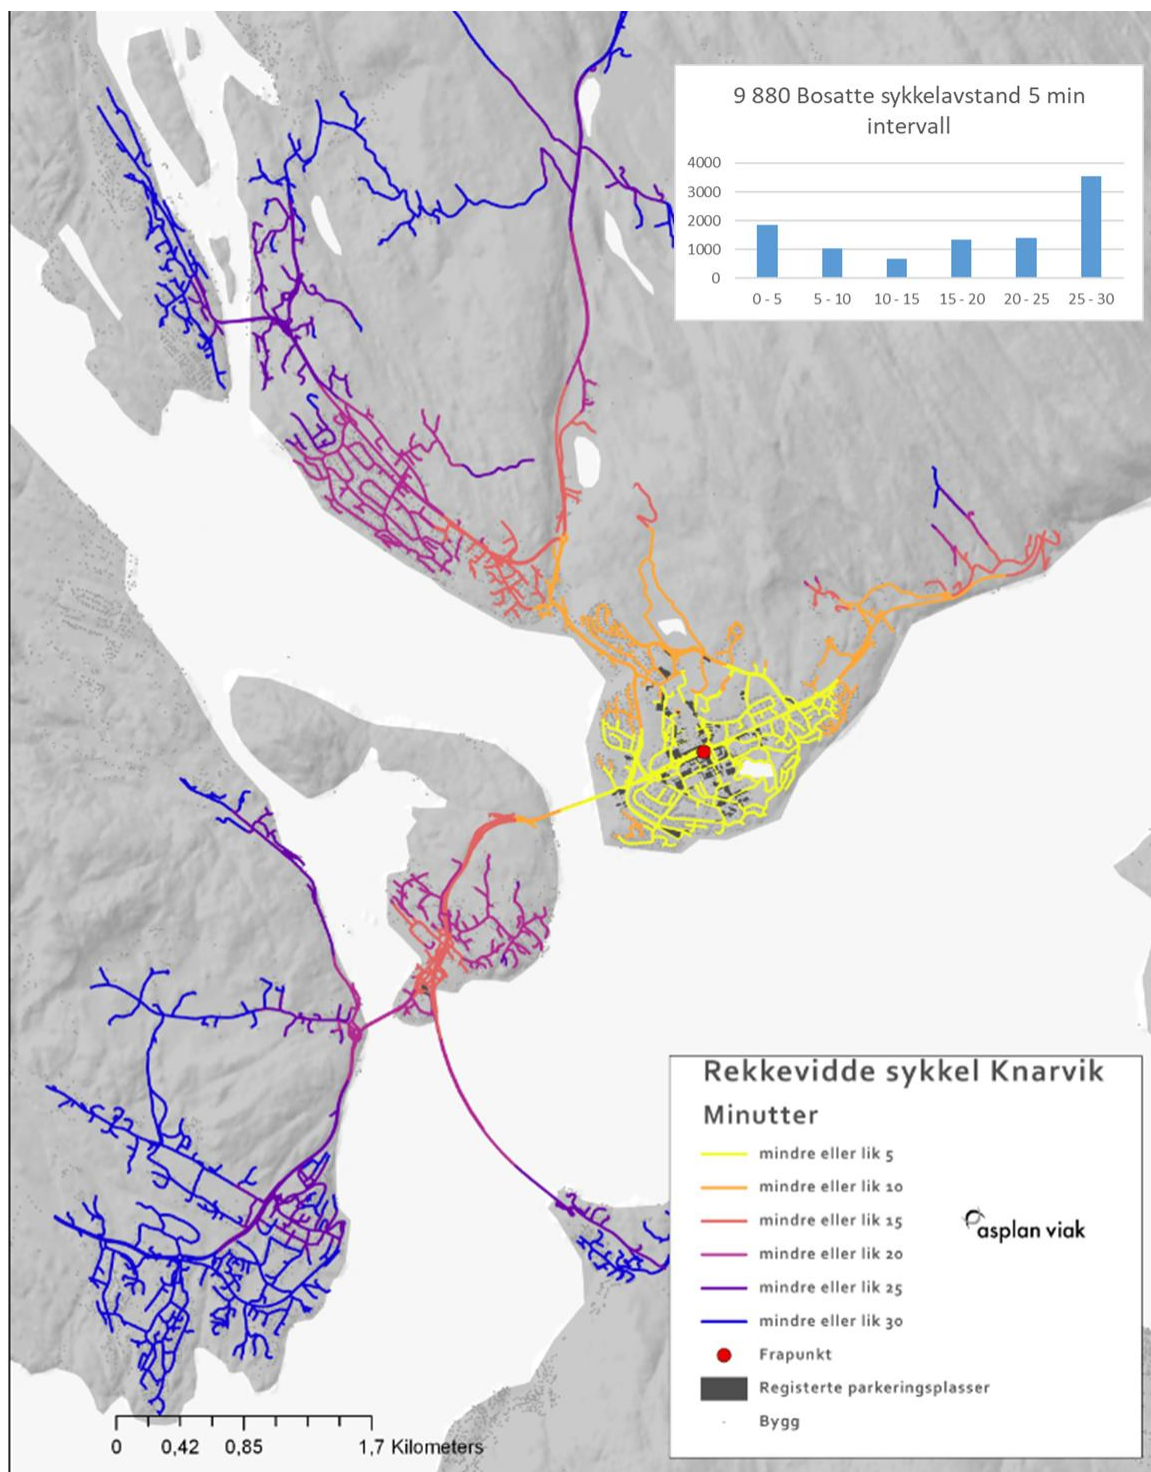 9 880 Bosatte sykkelavstand 5 min
intervall
4000
3000
2000
1000
0
0 - 5 5 - 10 10 - 15 15 - 20 20 - 25 25 - 30
Rekkevidde sykkel Knarvik
Minutter
mindre eller lik 5
mindre eller lik 10
mindre eller lik 15
mindre eller lik 20
mindre eller lik 25
mindre eller lik 30
Frapunkt
Registerte parkeringsplasser
Bygg
asplan viak
0 0,42 0,85 1,7 Kilometers